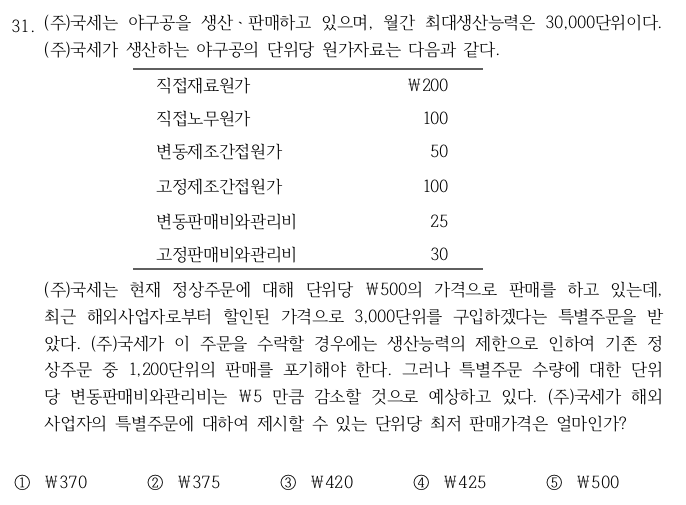 31. (주)국세는 야구공을 생산·판매하고 있으며, 월간 최대생산능력은 30,000단위이다.
(주)국세가 생산하는 야구공의 단위당 원가자료는 다음과 같다.
직접재료원가 ₩200
직접노무원가 100
변동제조간접원가 50
고정제조간접원가 100
변동판매비와관리비 25
고정판매비와관리비 30
(주)국세는 현재 정상주문에 대해 단위당 ₩500의 가격으로 판매를 하고 있는데,
최근 해외사업자로부터 할인된 가격으로 3,000단위를 구입하겠다는 특별주문을 받
았다. (주)국세가 이 주문을 수락할 경우에는 생산능력의 제한으로 인하여 기존 정
상주문 중 1,200단위의 판매를 포기해야 한다. 그러나 특별주문 수량에 대한 단위
당 변동판매비와관리비는 ₩5 만큼 감소할 것으로 예상하고 있다. (주)국세가 해외
사업자의 특별주문에 대하여 제시할 수 있는 단위당 최저 판매가격은 얼마인가?
① ₩370 ② ₩375 ③ ₩420 ④ ₩425 ⑤ ₩500